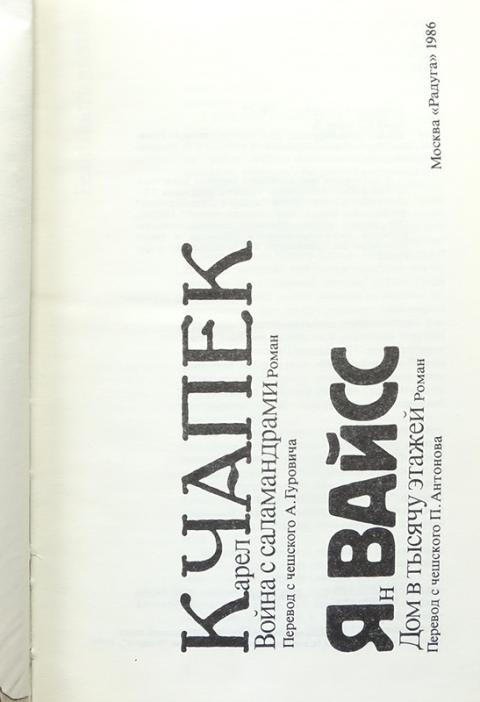 Карел ЧАПЕК
Война с саламандрами Роман
Перевод с чешского А.Гуровича
Ян ВАЙСС
Дом в тысячу этажей Роман
Перевод с чешского П.Антонова
Москва «Радуга» 1986